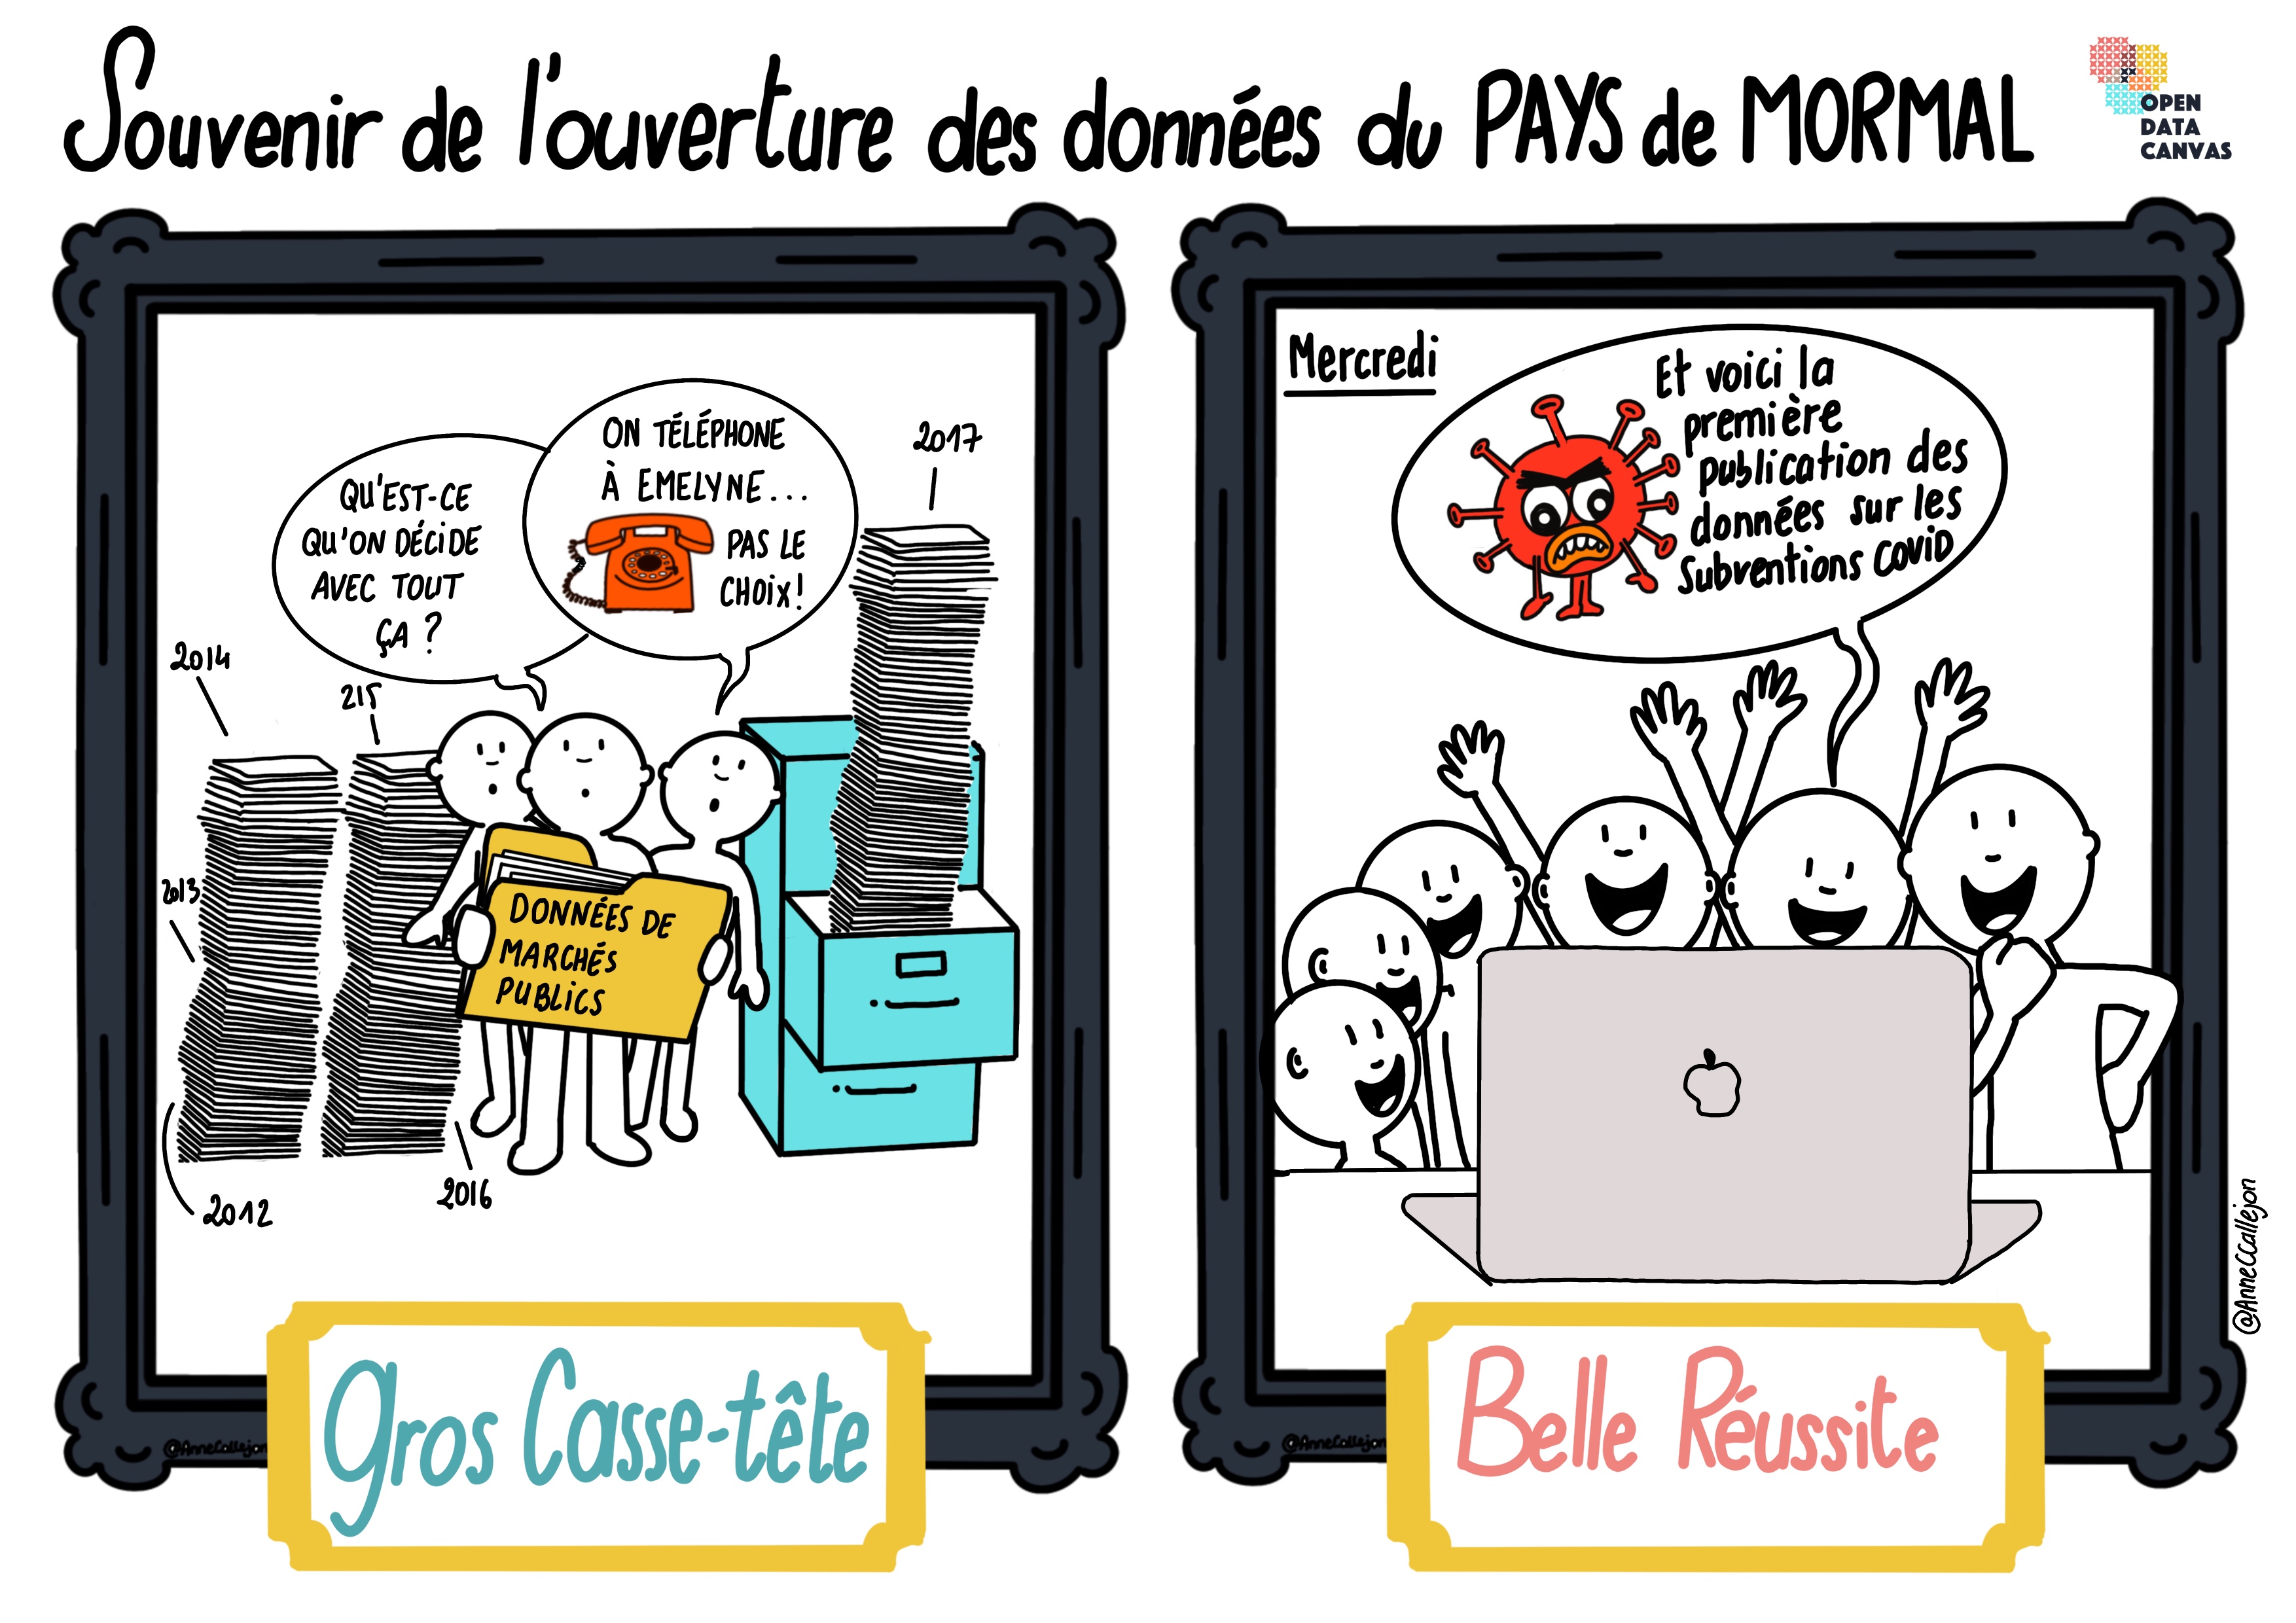 Souvenir de l'ouverture des données du PAYS de MORMAL
OPEN
DATA
CANVAS
QU'EST-CE
QU'ON DÉCIDE
AVEC TOUT
ÇA ?
ON TÉLÉPHONE
À EMELYNE...
PAS LE
CHOIX!
2017
2014
215
2013
DONNÉES DE
MARCHÉS
PUBLICS
2016
2012
@AnneCallejon
Gros Casse-tête
Mercredi
Et voici la
première
publication des
données sur les
Subventions COVID
@AnneCallejon
Belle Réussite
@AnneCCallejon